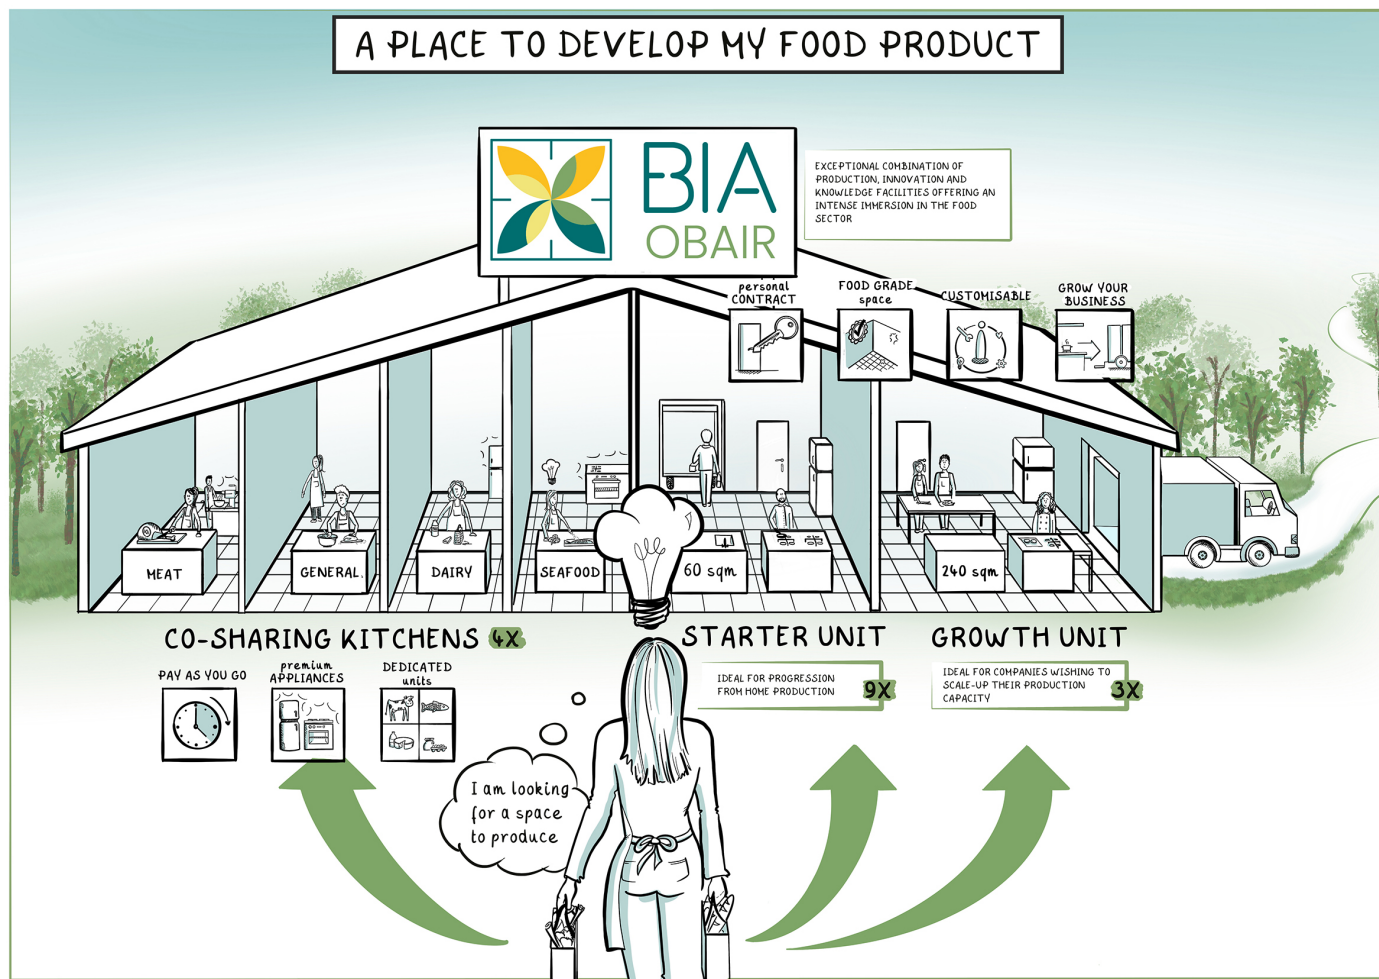 A PLACE TO DEVELOP MY FOOD PRODUCT
BIA
OBAIR
EXCEPTIONAL COMBINATION OF
PRODUCTION, INNOVATION AND
KNOWLEDGE FACILITIES OFFERING AN
INTENSE IMMERSION IN THE FOOD
SECTOR
personal
CONTRACT
FOOD GRADE
space
CUSTOMISABLE
GROW YOUR
BUSINESS
MEAT
GENERAL
DAIRY
SEAFOOD
60 sqm
240 sqm
CO-SHARING KITCHENS 4X
PAY AS YOU GO
premium
APPLIANCES
DEDICATED
units
STARTER UNIT
IDEAL FOR PROGRESSION
FROM HOME PRODUCTION
9X
GROWTH UNIT
IDEAL FOR COMPANIES WISHING TO
SCALE-UP THEIR PRODUCTION
CAPACITY
3X
I am looking
for a space
to produce